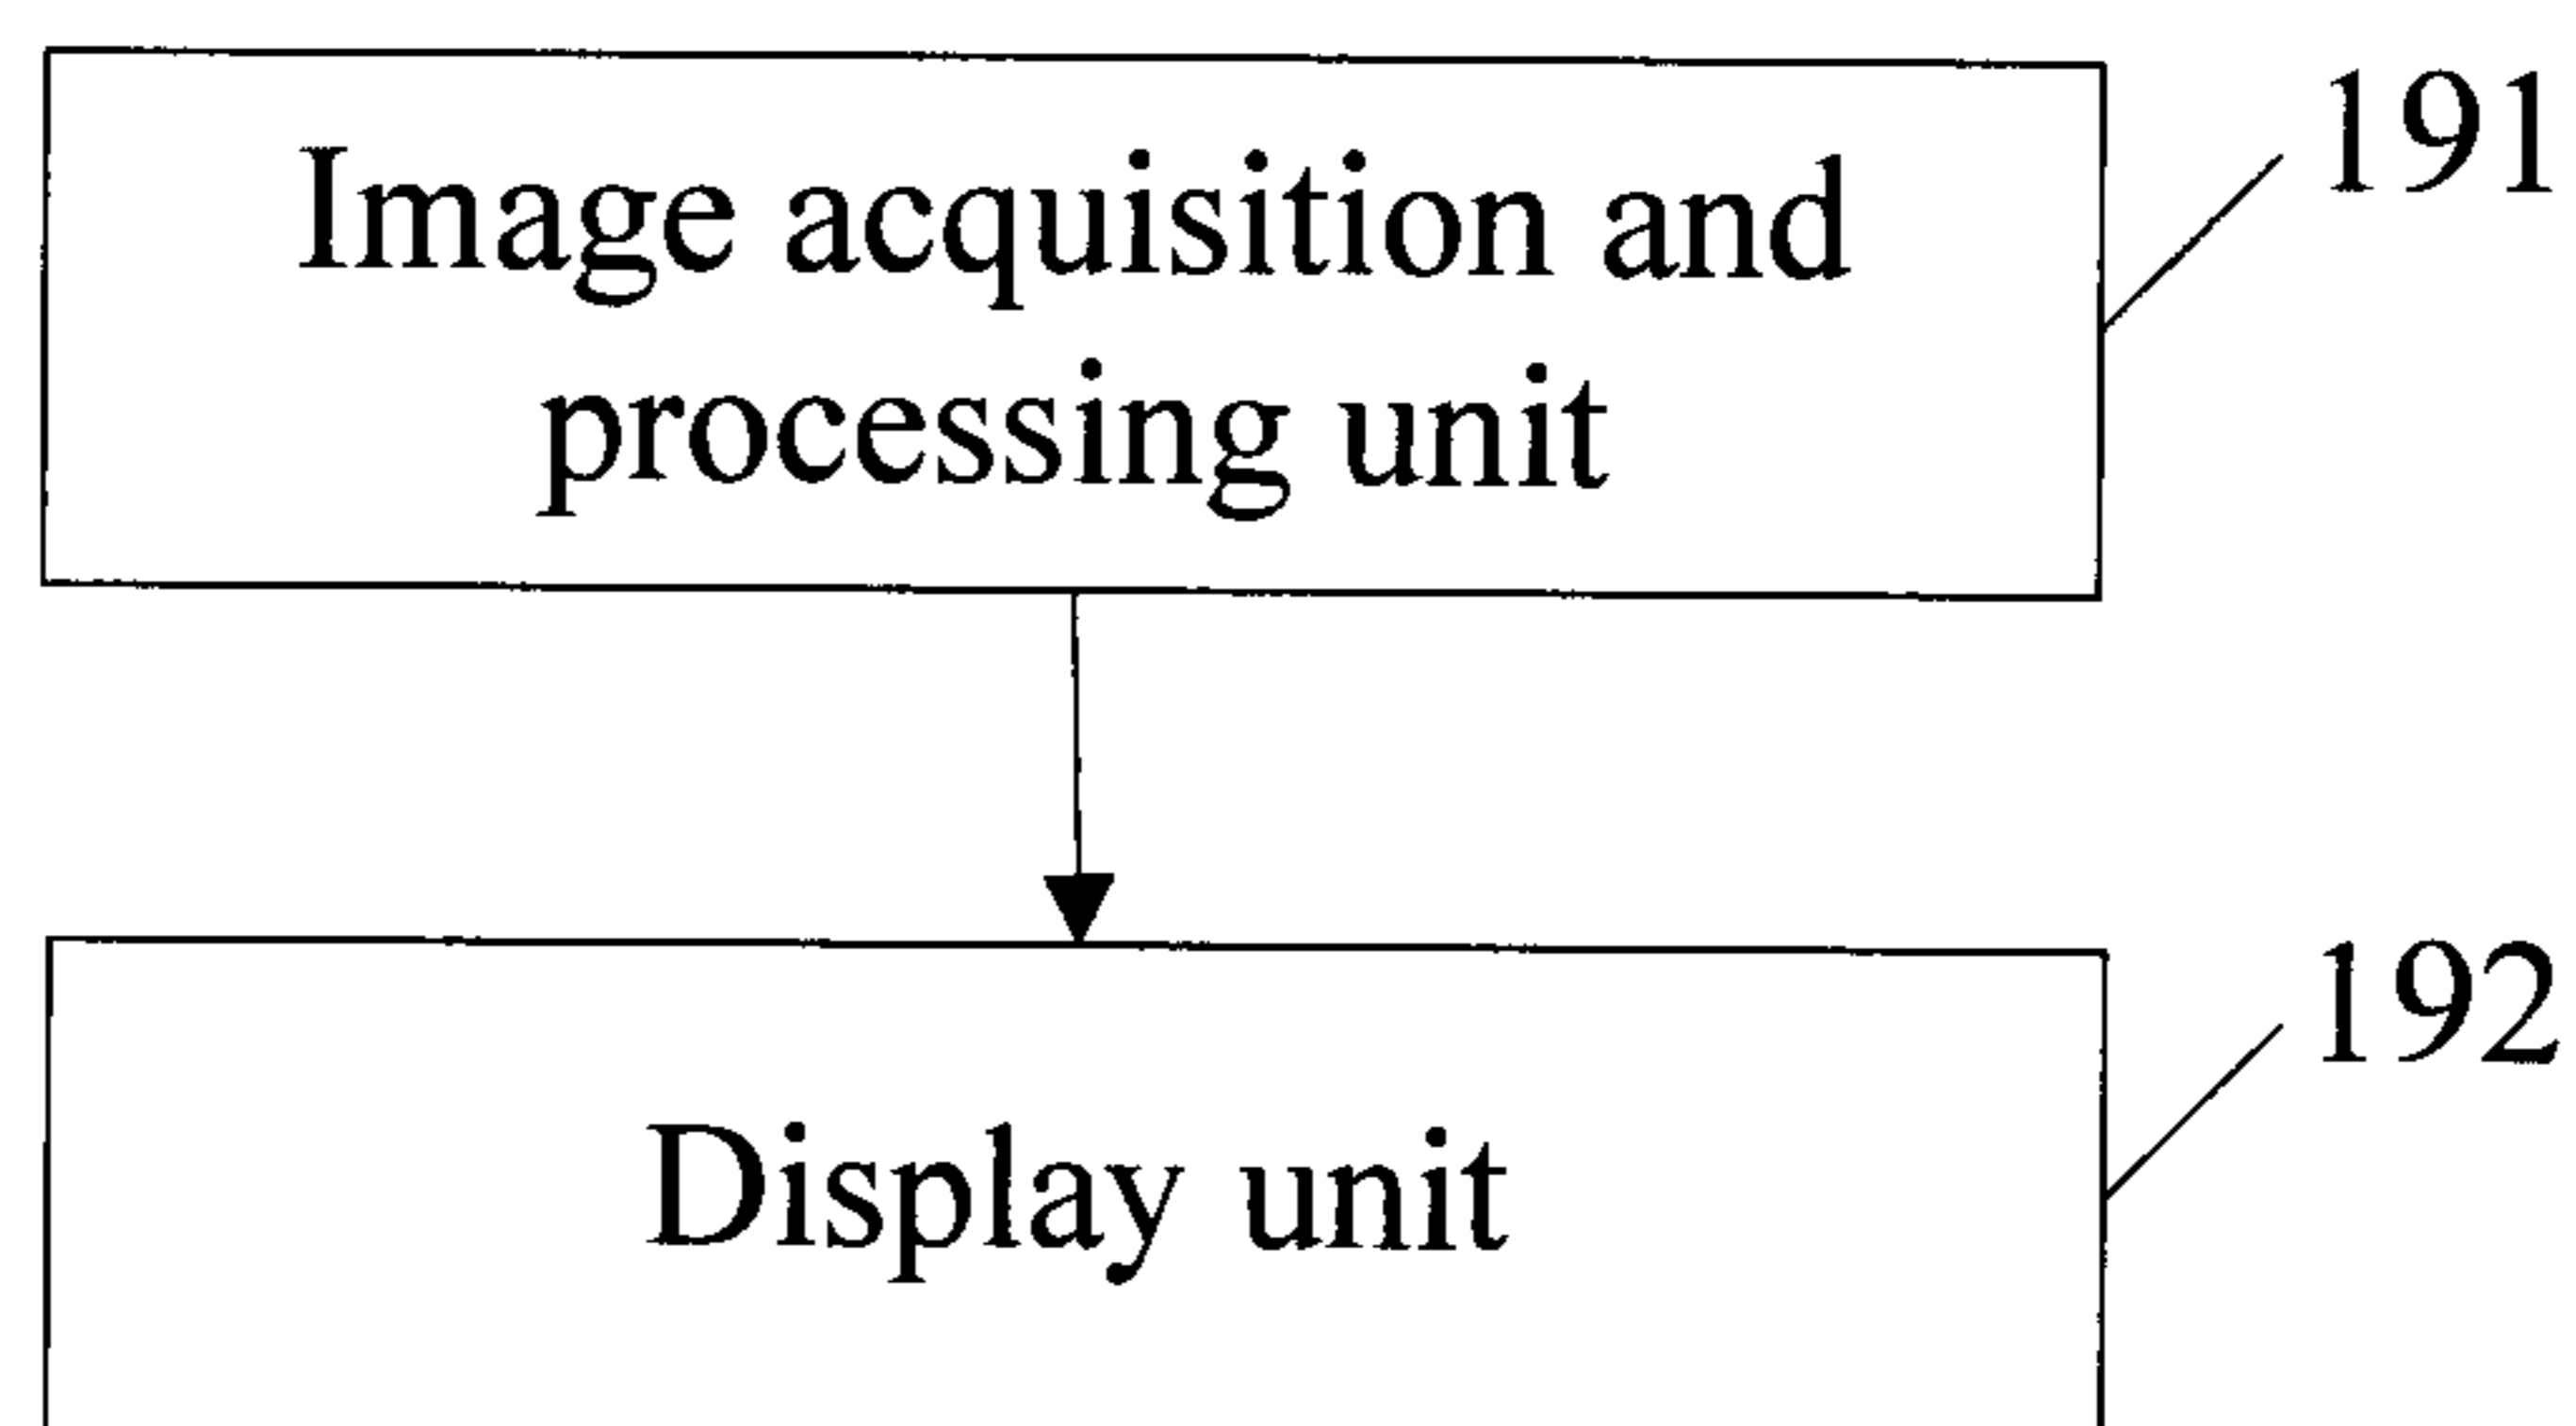 Image acquisition and
processing unit
191
Display unit
192